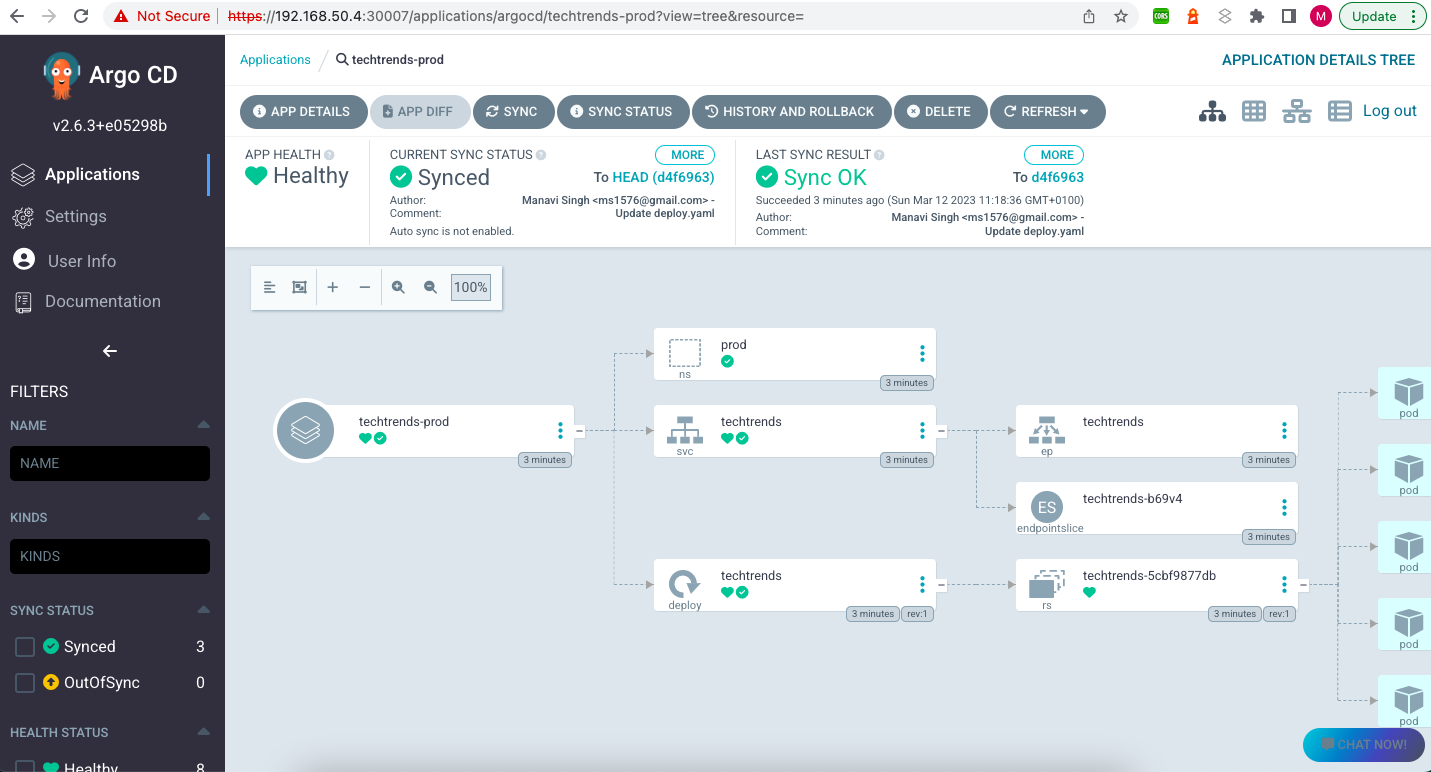 Not Secure
https://192.168.50.4:30007/applications/argocd/techtrends-prod?view=tree&resource=
CORS
M
Update
Argo CD
v2.6.3+e05298b
Applications
Settings
User Info
Documentation
FILTERS
NAME
NAME
KINDS
KINDS
SYNC STATUS
Synced 3
OutOfSync 0
HEALTH STATUS
Healthy 8
Applications
techtrends-prod
APPLICATION DETAILS TREE
APP DETAILS
APP DIFF
SYNC
SYNC STATUS
HISTORY AND ROLLBACK
DELETE
REFRESH
Log out
APP HEALTH
Healthy
CURRENT SYNC STATUS
MORE
Synced
To HEAD (d4f6963)
Author: Manavi Singh <ms1576@gmail.com> -
Comment: Update deploy.yaml
Auto sync is not enabled.
LAST SYNC RESULT
MORE
Sync OK
To d4f6963
Succeeded 3 minutes ago (Sun Mar 12 2023 11:18:36 GMT+0100)
Author: Manavi Singh <ms1576@gmail.com> -
Comment: Update deploy.yaml
100%
techtrends-prod
3 minutes
prod
ns
3 minutes
techtrends
svc
3 minutes
techtrends
deploy
3 minutes
rev:1
techtrends
ep
3 minutes
ES
techtrends-b69v4
endpointslice
3 minutes
techtrends-5cbf9877db
rs
3 minutes
rev:1
pod
pod
pod
pod
pod
CHAT NOW!